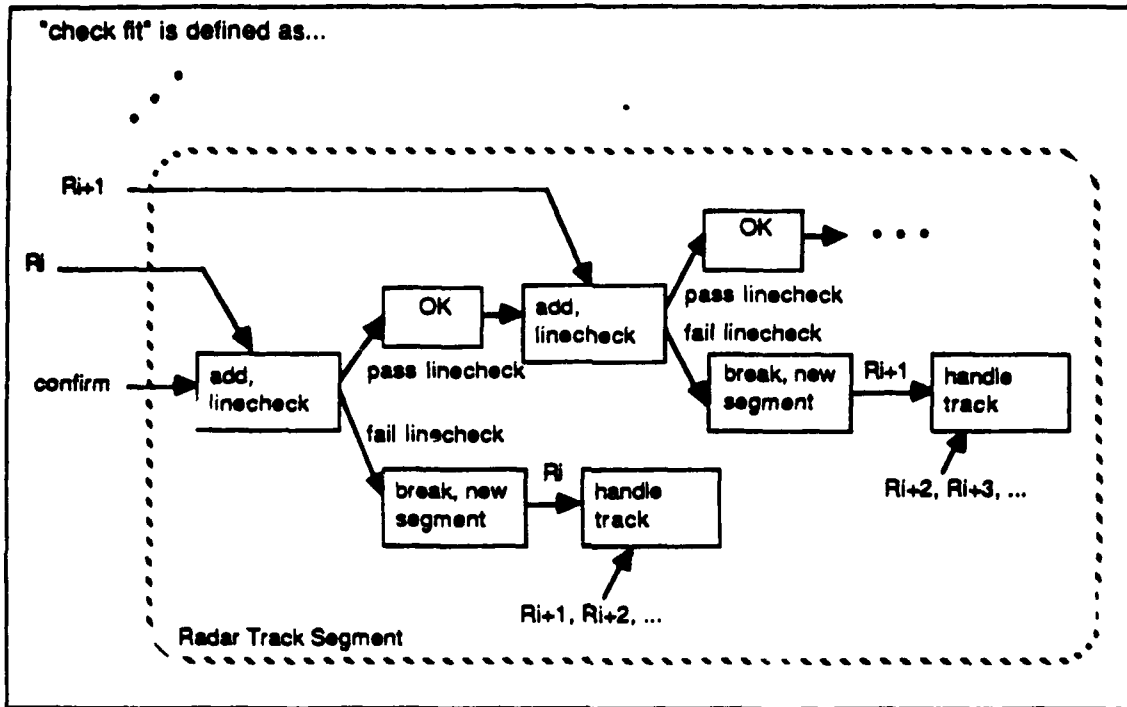 "check fit" is defined as...
Ri+1
OK
Ri
pass linecheck
OK
add,
linecheck
fail linecheck
confirm
add,
linecheck
pass linecheck
break, new
segment
Ri+1
handle
track
fail linecheck
break, new
segment
Ri
handle
track
Ri+2, Ri+3, ...
Ri+1, Ri+2, ...
Radar Track Segment